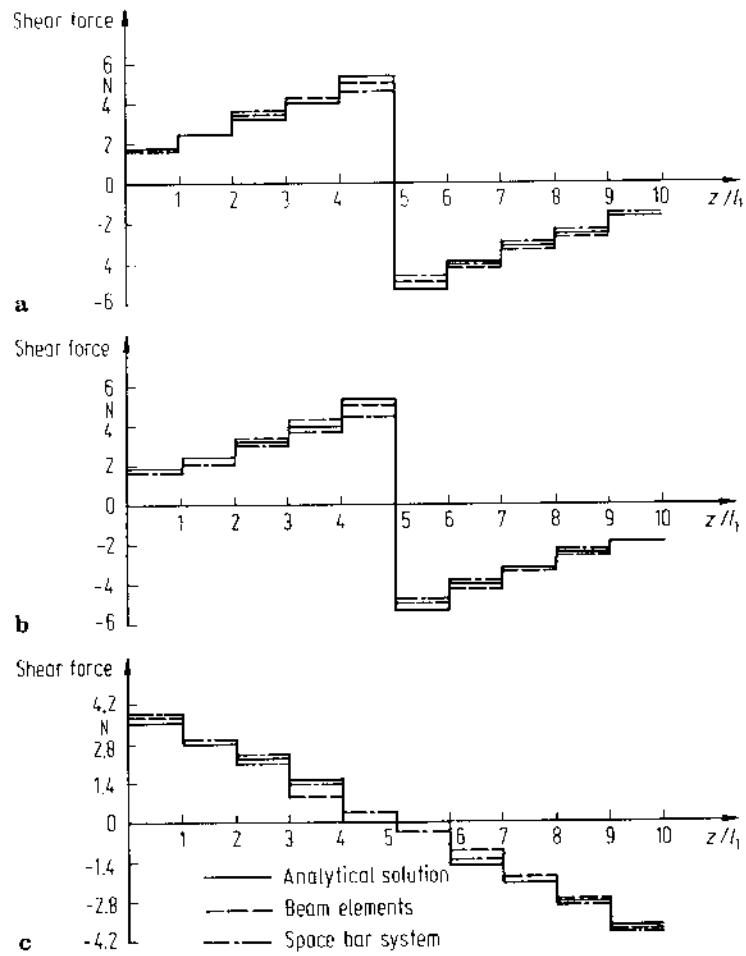 Shear force
6
N
4
2
0
1 2 3 4 5 6 7 8 9 10 z/l₁
-2
4
-6
a
Shear force
6
N
4
2
0
1 2 3 4 5 6 7 8 9 10 z/l₁
-2
-4
-6
b
Shear force
4.2
N
2.8
1.4
0
1 2 3 4 5 6 7 8 9 10 z/l₁
-1.4
-2.8
-4.2
Analytical solution
Beam elements
Space bar system
c